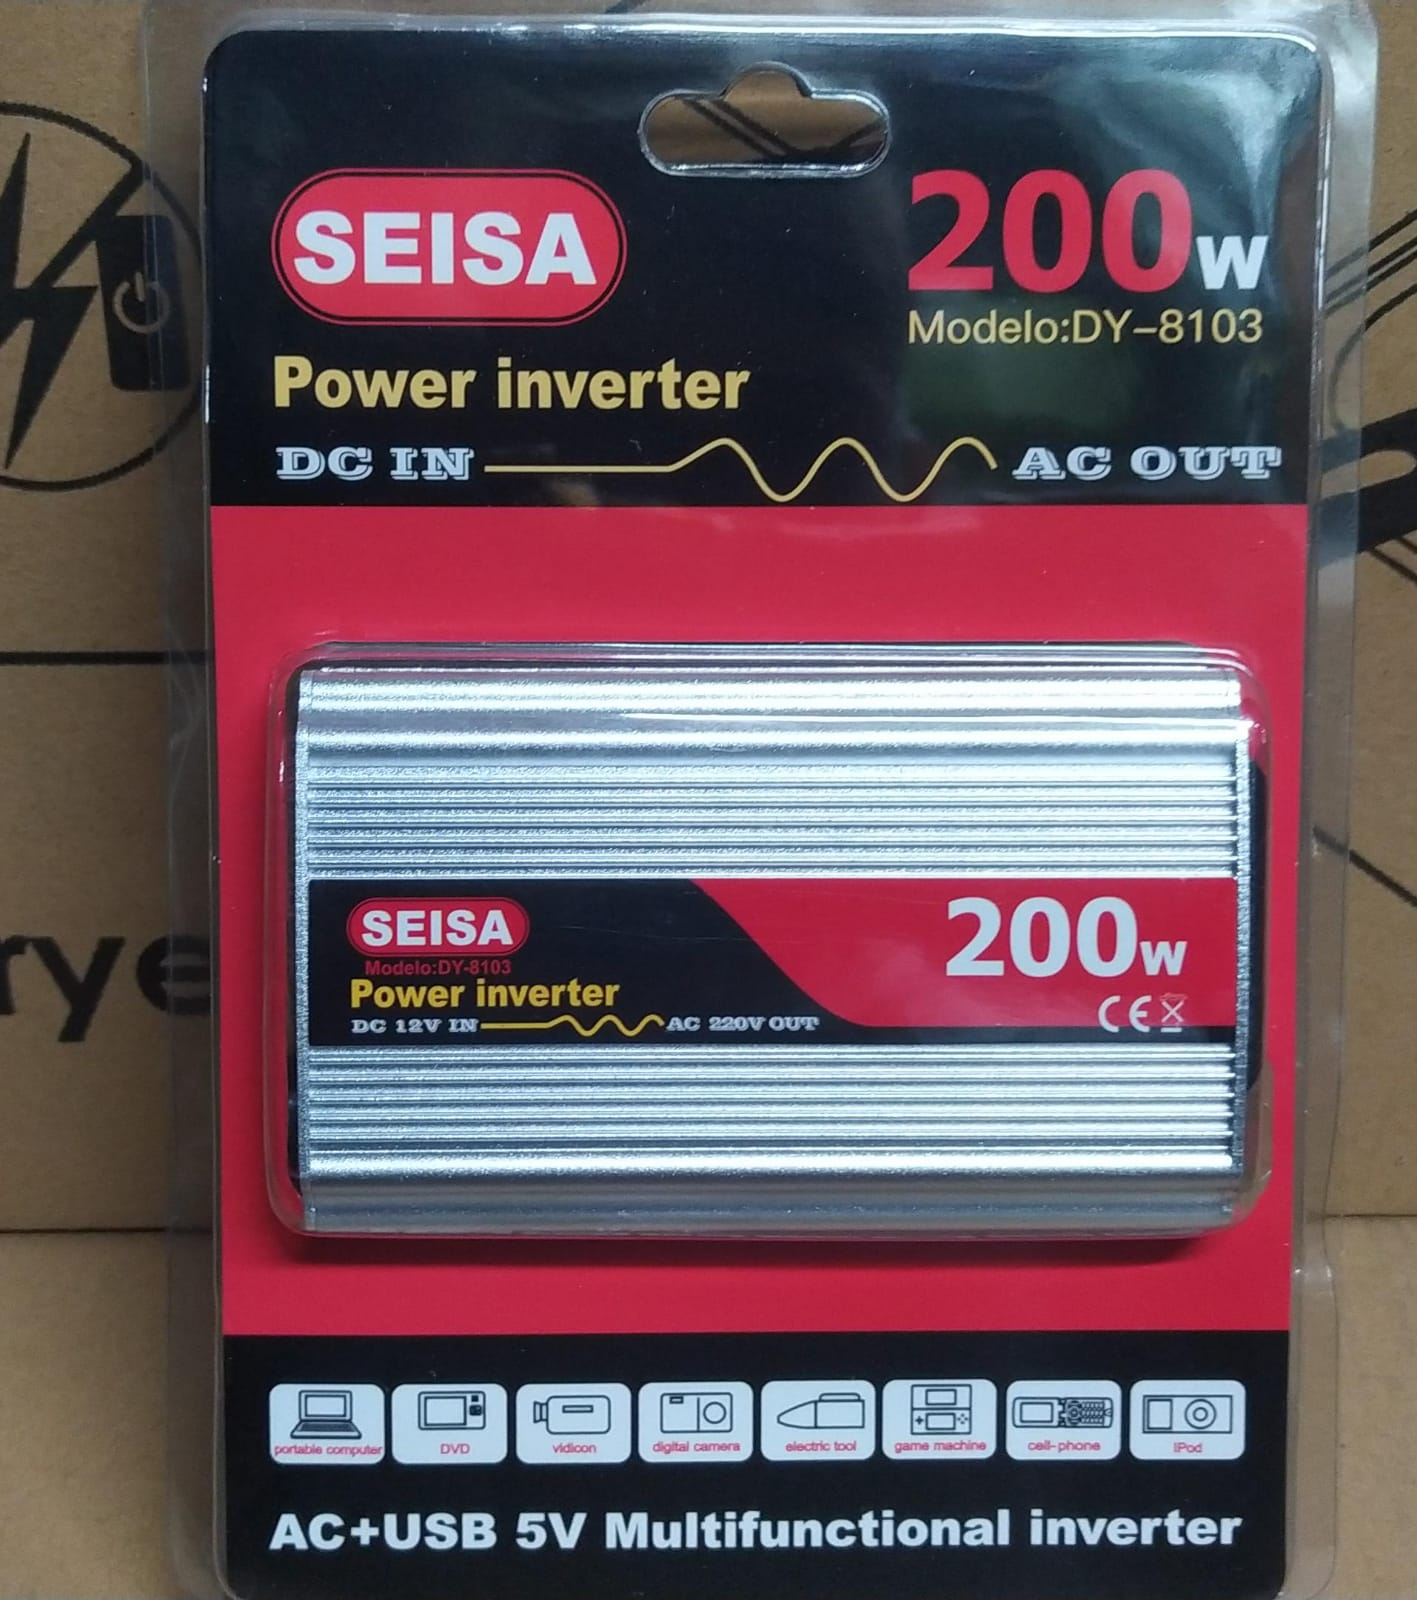 SEISA
200w
Modelo:DY-8103
Power inverter
DC IN AC OUT
SEISA
Modelo:DY-8103
Power inverter
DC 12V IN AC 220V OUT
200w
CE
portable computer
DVD
vidicon
digital camera
electric tool
game machine
cell-phone
iPod
AC+USB 5V Multifunctional inverter